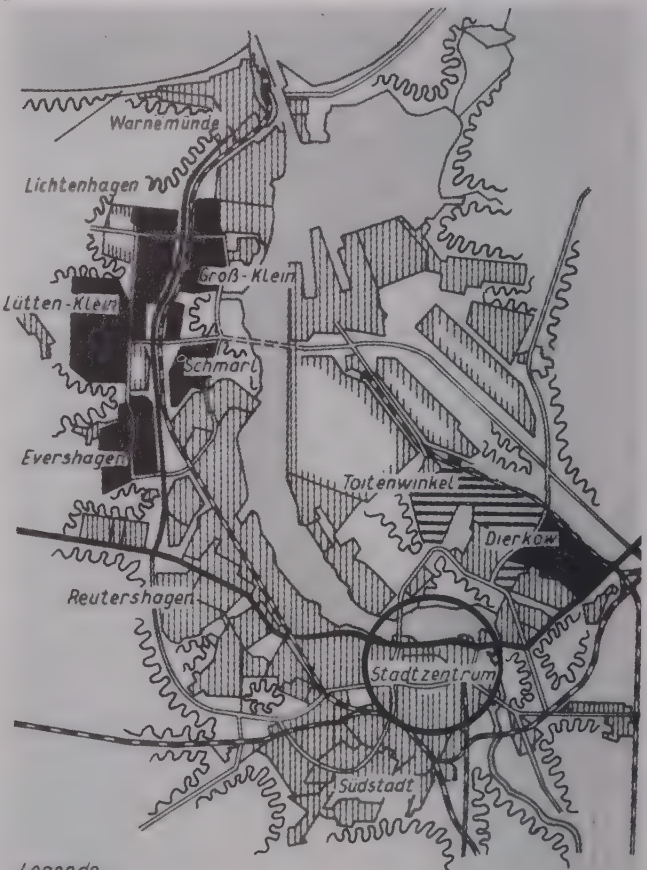 Warnemünde
Lichtenhagen
Groß-Klein
Lütten-Klein
Schmarl
Evershagen
Toitenwinkel
Dierkow
Reutershagen
Stadtzentrum
Südstadt
Legende